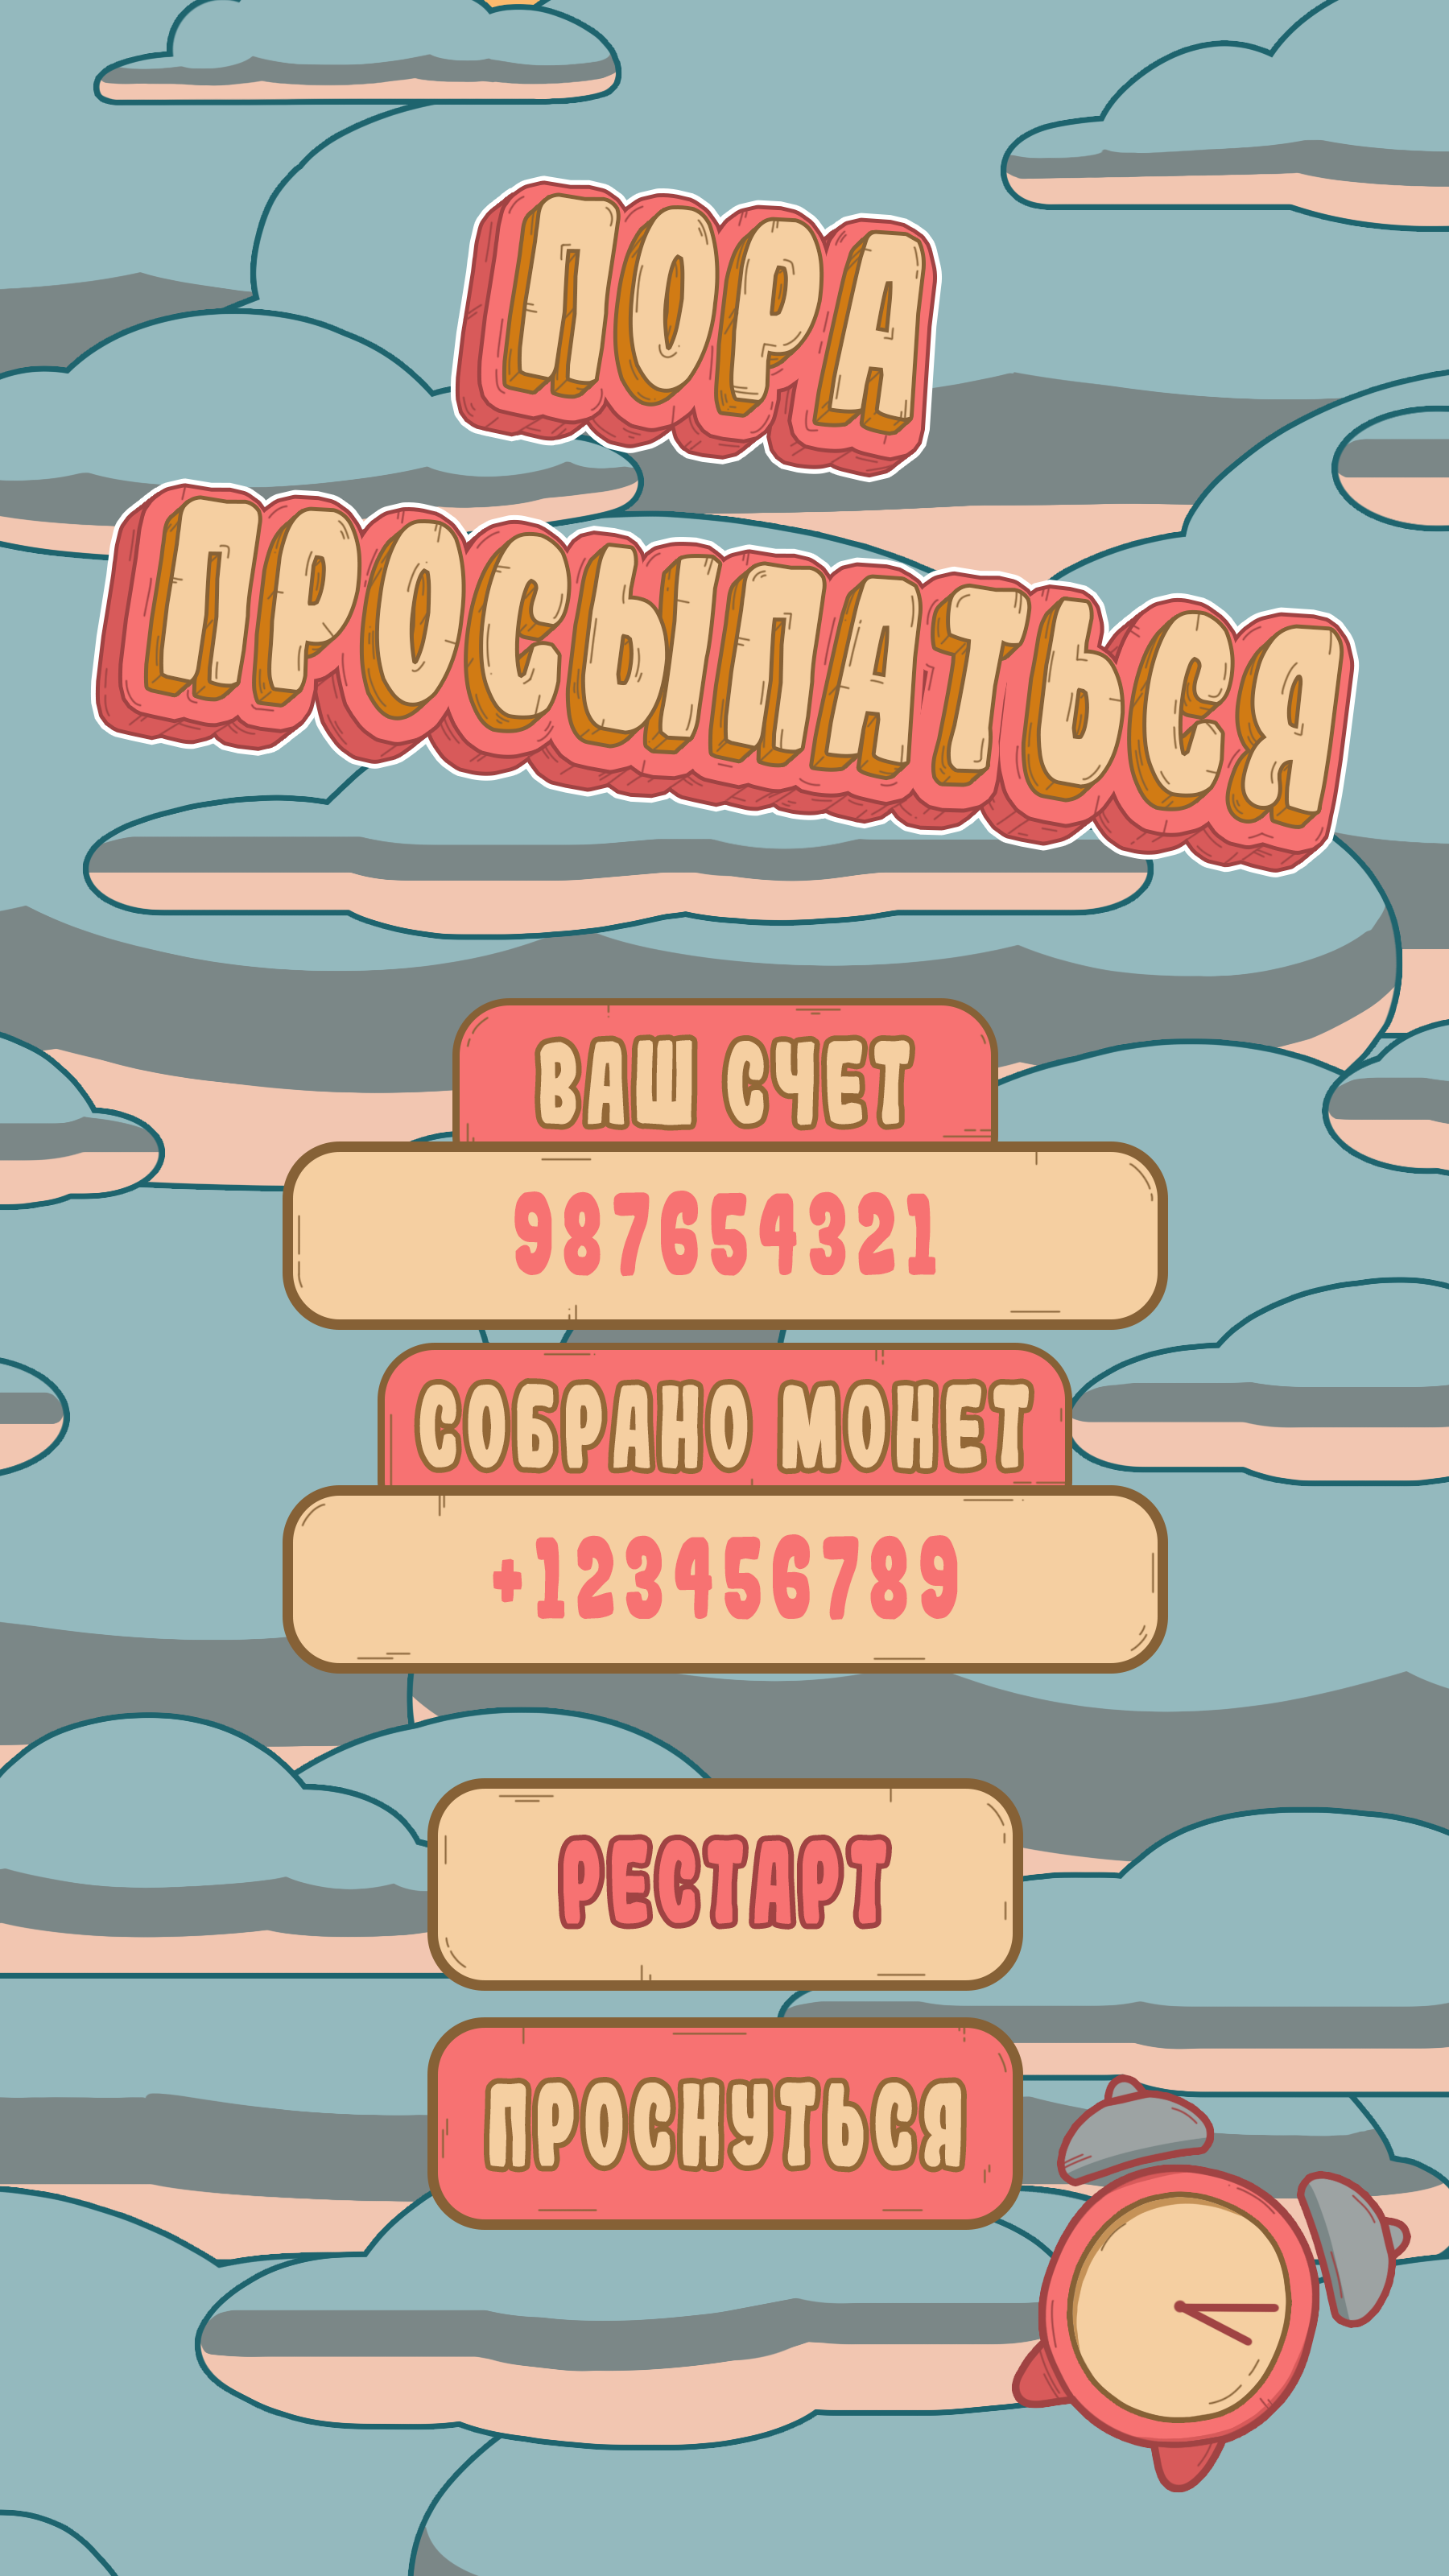 ПОРА
ПРОСЫПАТЬСЯ
ВАШ СЧЕТ
987654321
СОБРАНО МОНЕТ
+123456789
РЕСТАРТ
ПРОСНУТЬСЯ